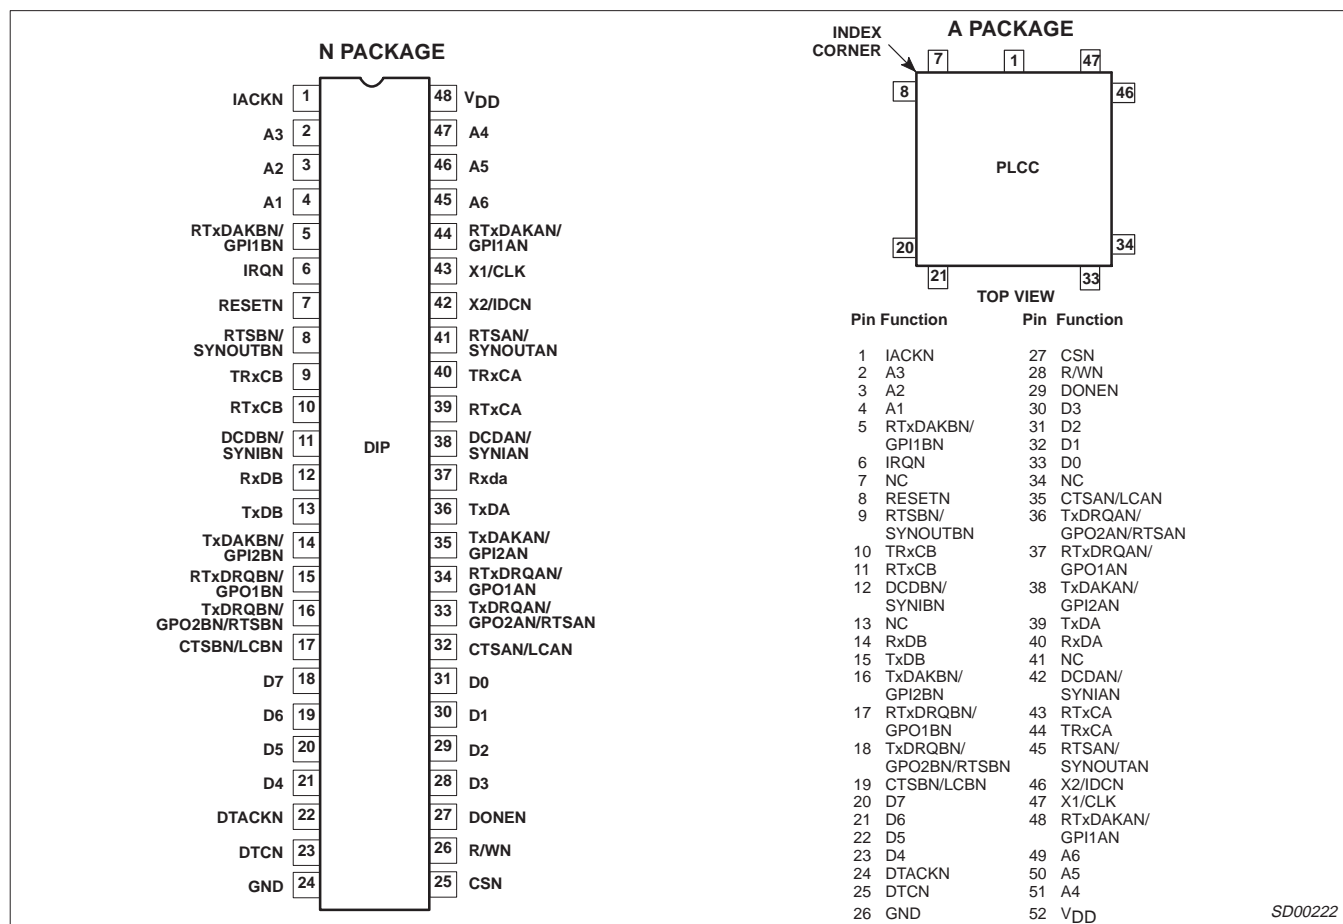 N PACKAGE
IACKN 1
A3 2
A2 3
A1 4
RTxDAKBN/
GPI1BN 5
IRQN 6
RESETN 7
RTSBN/
SYNOUTBN 8
TRxCB 9
RTxCB 10
DCDBN/
SYNIBN 11
RxDB 12
TxDB 13
TxDAKBN/
GPI2BN 14
RTxDRQBN/
GPO1BN 15
TxDRQBN/
GPO2BN/RTSBN 16
CTSBN/LCBN 17
D7 18
D6 19
D5 20
D4 21
DTACKN 22
DTCN 23
GND 24
DIP
48 VDD
47 A4
46 A5
45 A6
44 RTxDAKAN/
GPI1AN
43 X1/CLK
42 X2/IDCN
41 RTSAN/
SYNOUTAN
40 TRxCA
39 RTxCA
38 DCDAN/
SYNIAN
37 Rxda
36 TxDA
35 TxDAKAN/
GPI2AN
34 RTxDRQAN/
GPO1AN
33 TxDRQAN/
GPO2AN/RTSAN
32 CTSAN/LCAN
31 D0
30 D1
29 D2
28 D3
27 DONEN
26 R/WN
25 CSN
A PACKAGE
INDEX
CORNER
7 1 47
8 46
PLCC
20 34
21 33
TOP VIEW
Pin Function
1 IACKN
2 A3
3 A2
4 A1
5 RTxDAKBN/
GPI1BN
6 IRQN
7 NC
8 RESETN
9 RTSBN/
SYNOUTBN
10 TRxCB
11 RTxCB
12 DCDBN/
SYNIBN
13 NC
14 RxDB
15 TxDB
16 TxDAKBN/
GPI2BN
17 RTxDRQBN/
GPO1BN
18 TxDRQBN/
GPO2BN/RTSBN
19 CTSBN/LCBN
20 D7
21 D6
22 D5
23 D4
24 DTACKN
25 DTCN
26 GND
Pin Function
27 CSN
28 R/WN
29 DONEN
30 D3
31 D2
32 D1
33 D0
34 NC
35 CTSAN/LCAN
36 TxDRQAN/
GPO2AN/RTSAN
37 RTxDRQAN/
GPO1AN
38 TxDAKAN/
GPI2AN
39 TxDA
40 RxDA
41 NC
42 DCDAN/
SYNIAN
43 RTxCA
44 TRxCA
45 RTSAN/
SYNOUTAN
46 X2/IDCN
47 X1/CLK
48 RTxDAKAN/
GPI1AN
49 A6
50 A5
51 A4
52 VDD
SD00222